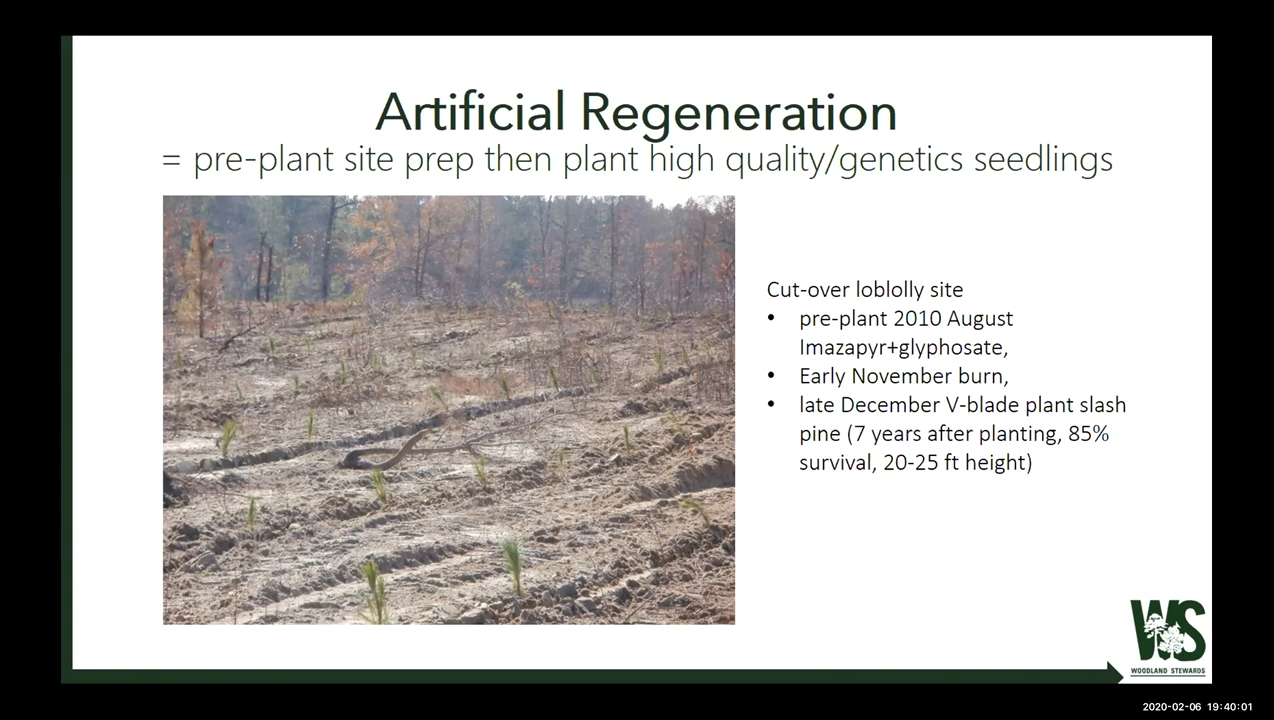 Artificial Regeneration
= pre-plant site prep then plant high quality/genetics seedlings
Cut-over loblolly site
• pre-plant 2010 August
Imazapyr+glyphosate,
• Early November burn,
• late December V-blade plant slash
pine (7 years after planting, 85%
survival, 20-25 ft height)
WS
WOODLAND STEWARDS
2020-02-06 19:40:01